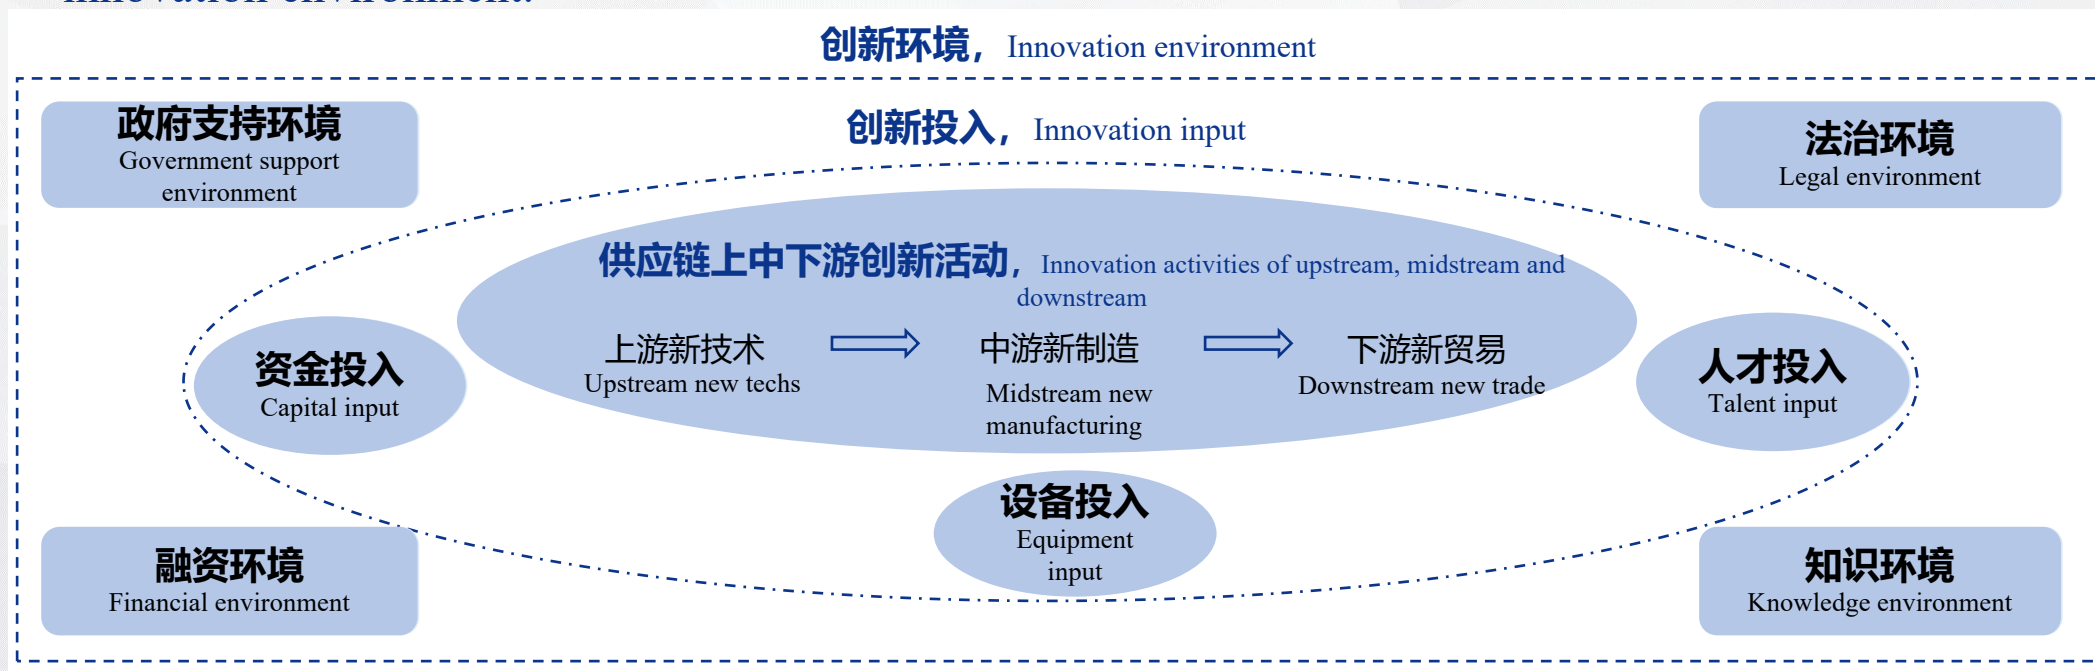 innovation environment.
创新环境，Innovation environment
政府支持环境
Government support
environment
创新投入，Innovation input
法治环境
Legal environment
供应链上中下游创新活动，Innovation activities of upstream, midstream and
downstream
上游新技术
Upstream new techs
中游新制造
Midstream new
manufacturing
下游新贸易
Downstream new trade
资金投入
Capital input
人才投入
Talent input
设备投入
Equipment
input
融资环境
Financial environment
知识环境
Knowledge environment